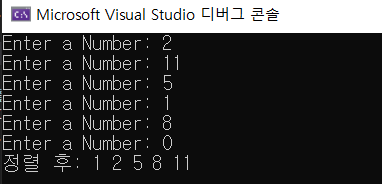 Microsoft Visual Studio 디버그 콘솔
Enter a Number: 2
Enter a Number: 11
Enter a Number: 5
Enter a Number: 1
Enter a Number: 8
Enter a Number: 0
정렬 후: 1 2 5 8 11